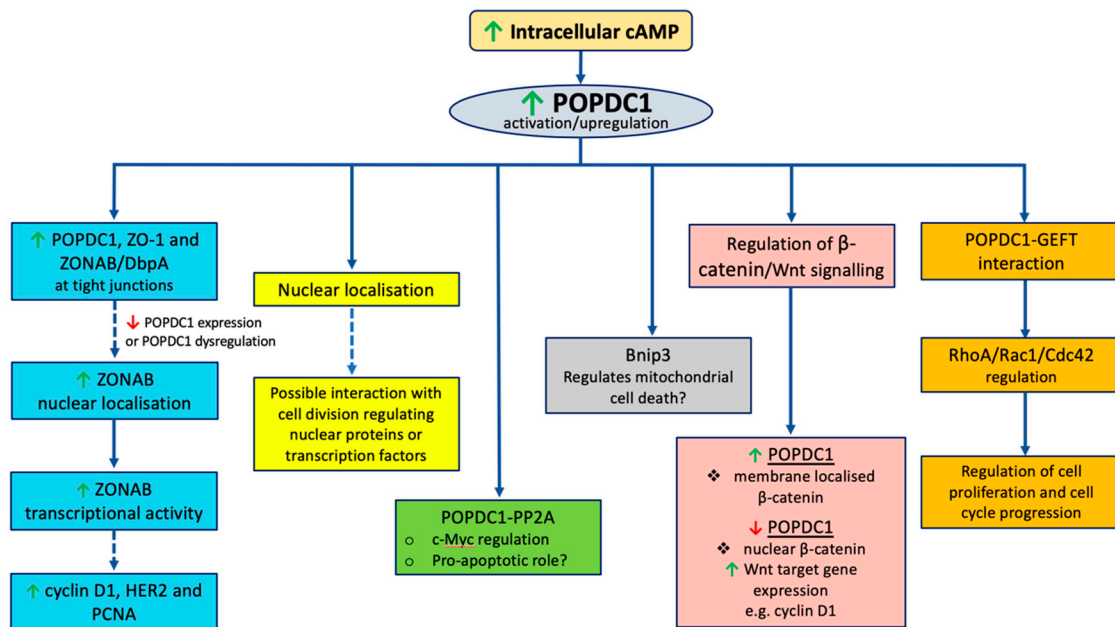 ↑ Intracellular cAMP
↑ POPDC1
activation/upregulation
↑ POPDC1, ZO-1 and
ZONAB/DbpA
at tight junctions
↓ POPDC1 expression
or POPDC1 dysregulation
↑ ZONAB
nuclear localisation
↑ ZONAB
transcriptional activity
↑ cyclin D1, HER2 and
PCNA
Nuclear localisation
Possible interaction with
cell division regulating
nuclear proteins or
transcription factors
POPDC1-PP2A
o c-Myc regulation
o Pro-apoptotic role?
Bnip3
Regulates mitochondrial
cell death?
Regulation of β-
catenin/Wnt signalling
↑ POPDC1
❖ membrane localised
β-catenin
↓ POPDC1
❖ nuclear β-catenin
↑ Wnt target gene
expression
e.g. cyclin D1
POPDC1-GEFT
interaction
RhoA/Rac1/Cdc42
regulation
Regulation of cell
proliferation and cell
cycle progression